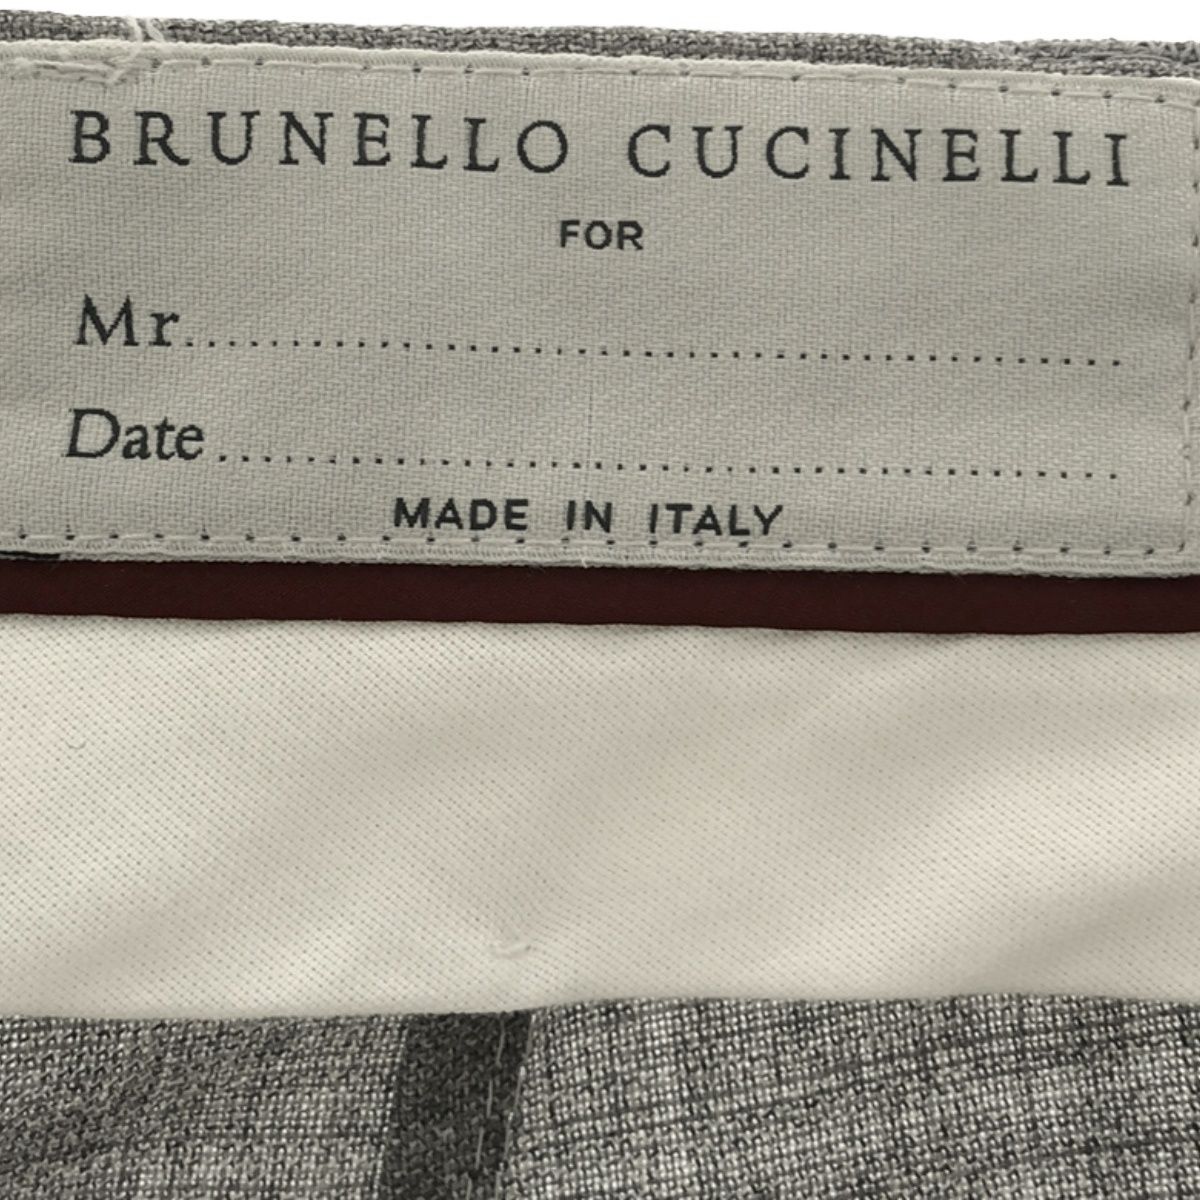 BRUNELLO CUCINELLI
FOR
Mr..............................................
Date..............................................
MADE IN ITALY